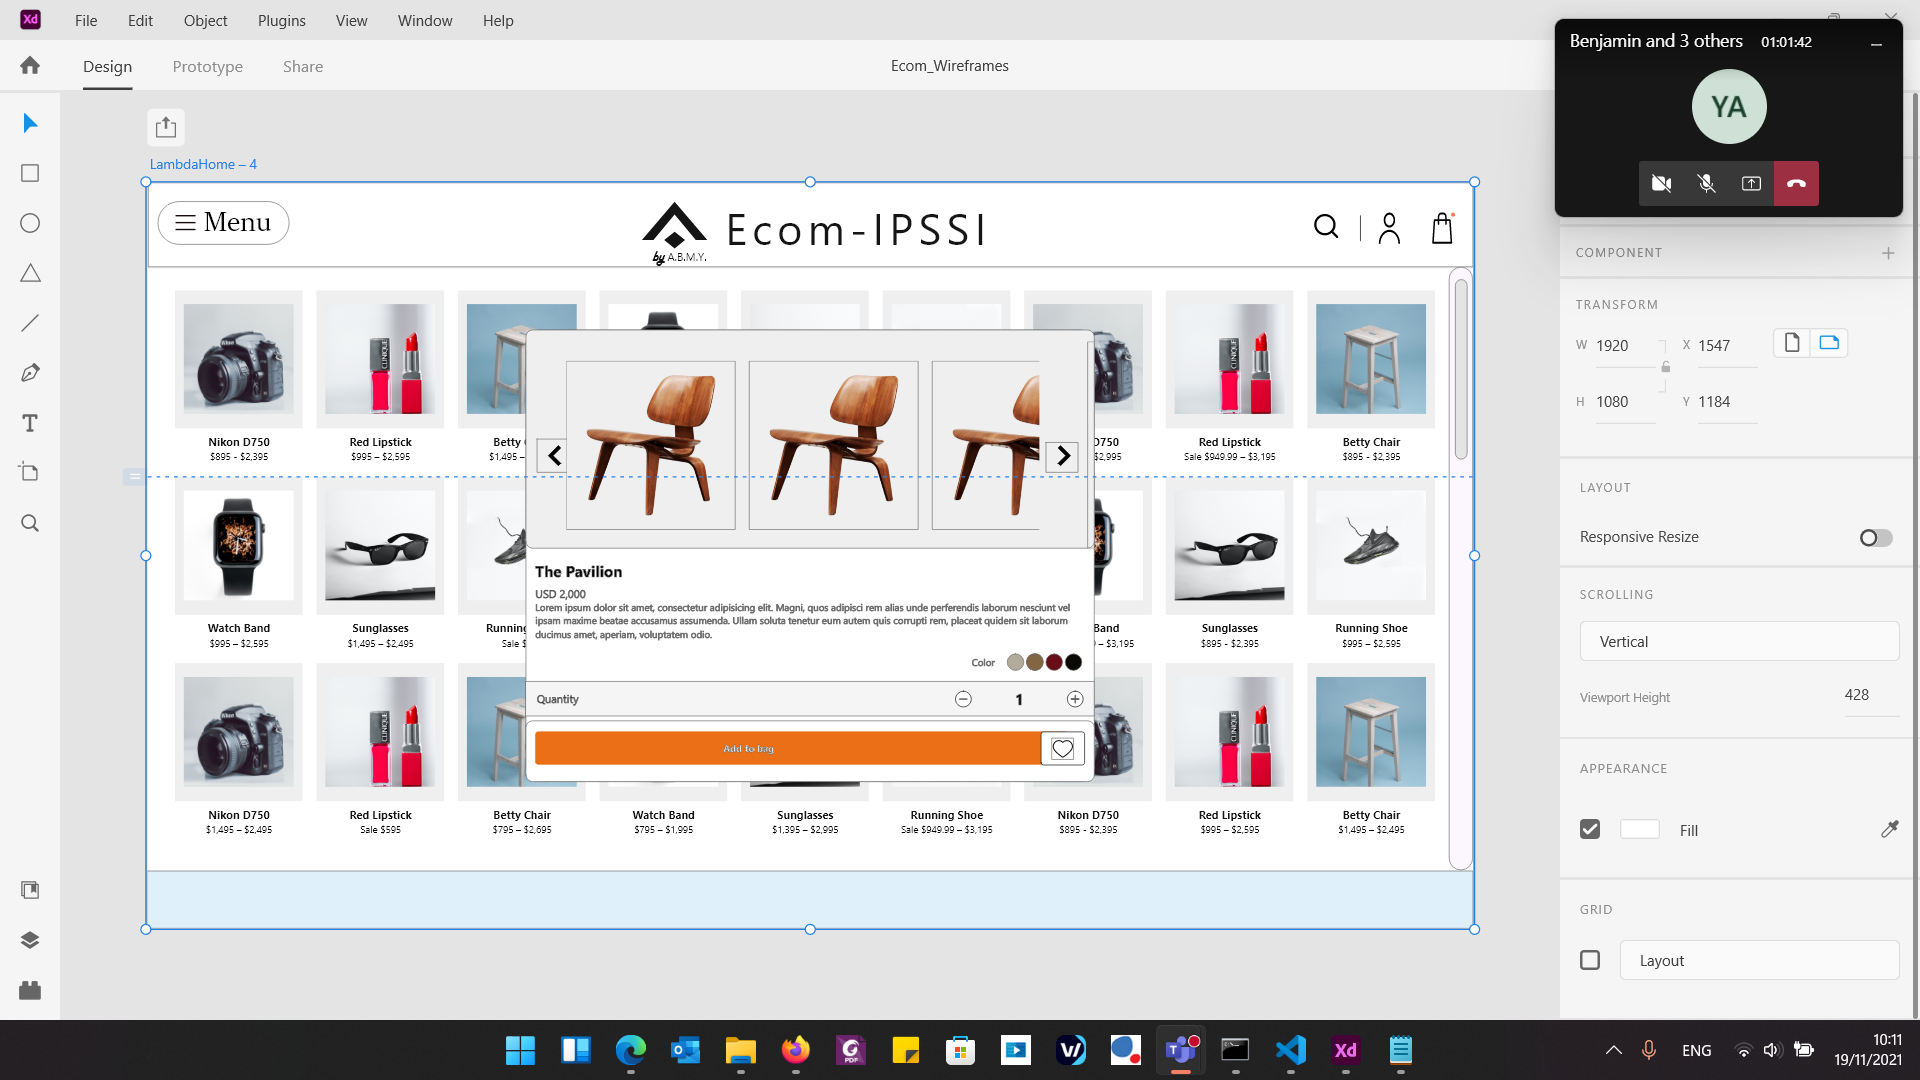 Xd File Edit Object Plugins View Window Help
Design Prototype Share
Ecom_Wireframes
Benjamin and 3 others 01:01:42
YA
LambdaHome – 4
Menu
Ecom-IPSSI
by A.B.M.Y.
Nikon D750 Red Lipstick Betty D750 Red Lipstick Betty Chair
$895 - $2,395 $995 – $2,595 $1,495 – $2,995 Sale $949.99 – $3,195 $895 - $2,395
Watch Band Sunglasses Running Band Sunglasses Running Shoe
$995 – $2,595 $1,495 – $2,495 Sale – $3,195 $895 - $2,395 $995 – $2,595
The Pavilion
USD 2,000
Lorem ipsum dolor sit amet, consectetur adipisicing elit. Magni, quos adipisci rem alias unde perferendis laborum nesciunt vel
ipsam maxime beatae accusamus assumenda. Ullam soluta tenetur eum autem quis corrupti rem, placeat quidem sit laborum
ducimus amet, aperiam, voluptatem odio.
Color
Quantity 1
Add to bag
Nikon
CLINIQUE
Nikon D750 Red Lipstick Betty Chair Watch Band Sunglasses Running Shoe Nikon D750 Red Lipstick Betty Chair
$1,495 – $2,495 Sale $595 $795 – $2,695 $795 – $1,995 $1,395 – $2,995 Sale $949.99 – $3,195 $895 - $2,395 $995 – $2,595 $1,495 – $2,495
COMPONENT
TRANSFORM
W 1920 X 1547
H 1080 Y 1184
LAYOUT
Responsive Resize
SCROLLING
Vertical
Viewport Height 428
APPEARANCE
Fill
GRID
Layout
PDF
Xd
ENG
10:11
19/11/2021